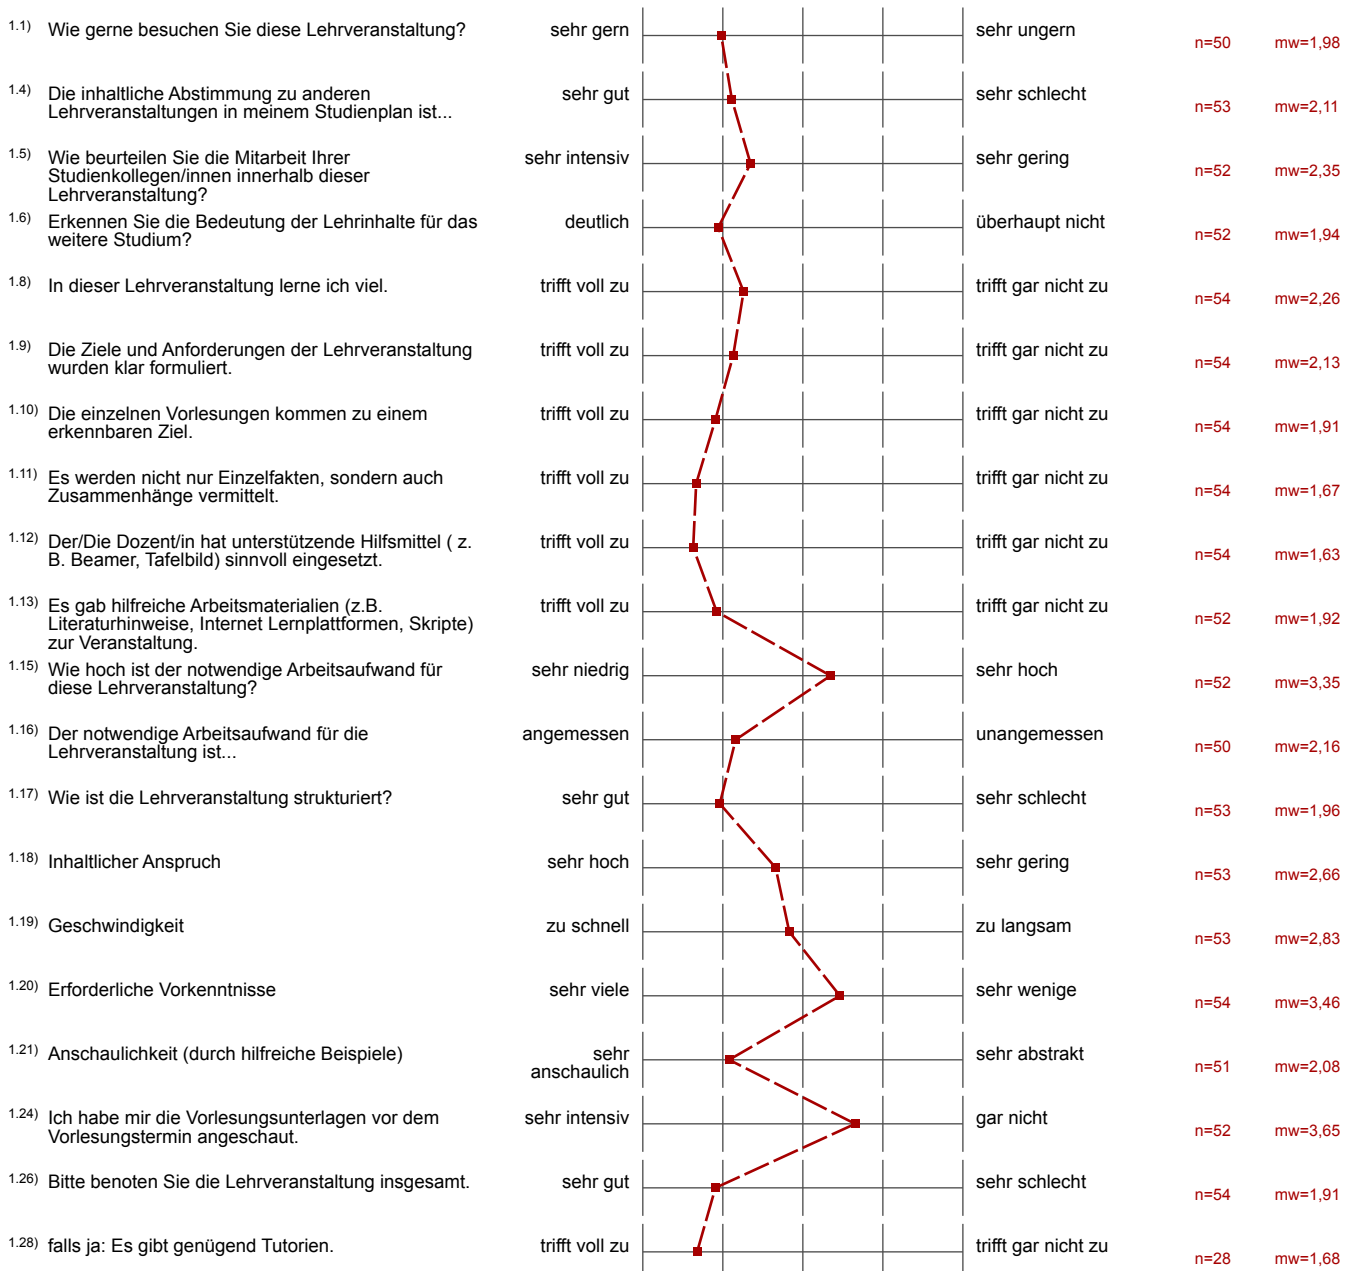 1.1) Wie gerne besuchen Sie diese Lehrveranstaltung? sehr gern sehr ungern n=50 mw=1,98
1.4) Die inhaltliche Abstimmung zu anderen
Lehrveranstaltungen in meinem Studienplan ist... sehr gut sehr schlecht n=53 mw=2,11
1.5) Wie beurteilen Sie die Mitarbeit Ihrer
Studienkollegen/innen innerhalb dieser
Lehrveranstaltung? sehr intensiv sehr gering n=52 mw=2,35
1.6) Erkennen Sie die Bedeutung der Lehrinhalte für das
weitere Studium? deutlich überhaupt nicht n=52 mw=1,94
1.8) In dieser Lehrveranstaltung lerne ich viel. trifft voll zu trifft gar nicht zu n=54 mw=2,26
1.9) Die Ziele und Anforderungen der Lehrveranstaltung
wurden klar formuliert. trifft voll zu trifft gar nicht zu n=54 mw=2,13
1.10) Die einzelnen Vorlesungen kommen zu einem
erkennbaren Ziel. trifft voll zu trifft gar nicht zu n=54 mw=1,91
1.11) Es werden nicht nur Einzelfakten, sondern auch
Zusammenhänge vermittelt. trifft voll zu trifft gar nicht zu n=54 mw=1,67
1.12) Der/Die Dozent/in hat unterstützende Hilfsmittel ( z.
B. Beamer, Tafelbild) sinnvoll eingesetzt. trifft voll zu trifft gar nicht zu n=54 mw=1,63
1.13) Es gab hilfreiche Arbeitsmaterialien (z.B.
Literaturhinweise, Internet Lernplattformen, Skripte)
zur Veranstaltung. trifft voll zu trifft gar nicht zu n=52 mw=1,92
1.15) Wie hoch ist der notwendige Arbeitsaufwand für
diese Lehrveranstaltung? sehr niedrig sehr hoch n=52 mw=3,35
1.16) Der notwendige Arbeitsaufwand für die
Lehrveranstaltung ist... angemessen unangemessen n=50 mw=2,16
1.17) Wie ist die Lehrveranstaltung strukturiert? sehr gut sehr schlecht n=53 mw=1,96
1.18) Inhaltlicher Anspruch sehr hoch sehr gering n=53 mw=2,66
1.19) Geschwindigkeit zu schnell zu langsam n=53 mw=2,83
1.20) Erforderliche Vorkenntnisse sehr viele sehr wenige n=54 mw=3,46
1.21) Anschaulichkeit (durch hilfreiche Beispiele) sehr
anschaulich sehr abstrakt n=51 mw=2,08
1.24) Ich habe mir die Vorlesungsunterlagen vor dem
Vorlesungstermin angeschaut. sehr intensiv gar nicht n=52 mw=3,65
1.26) Bitte benoten Sie die Lehrveranstaltung insgesamt. sehr gut sehr schlecht n=54 mw=1,91
1.28) falls ja: Es gibt genügend Tutorien. trifft voll zu trifft gar nicht zu n=28 mw=1,68